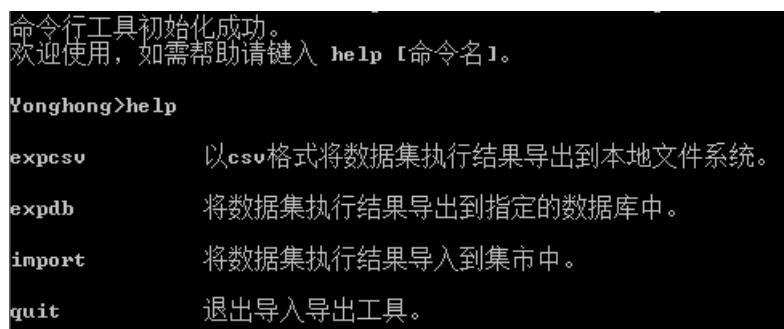 命令行工具初始化成功。
欢迎使用，如需帮助请键入 help [命令名]。
Yonghong>help
expcsv 以csv格式将数据集执行结果导出到本地文件系统。
expdb 将数据集执行结果导出到指定的数据库中。
import 将数据集执行结果导入到集市中。
quit 退出导入导出工具。